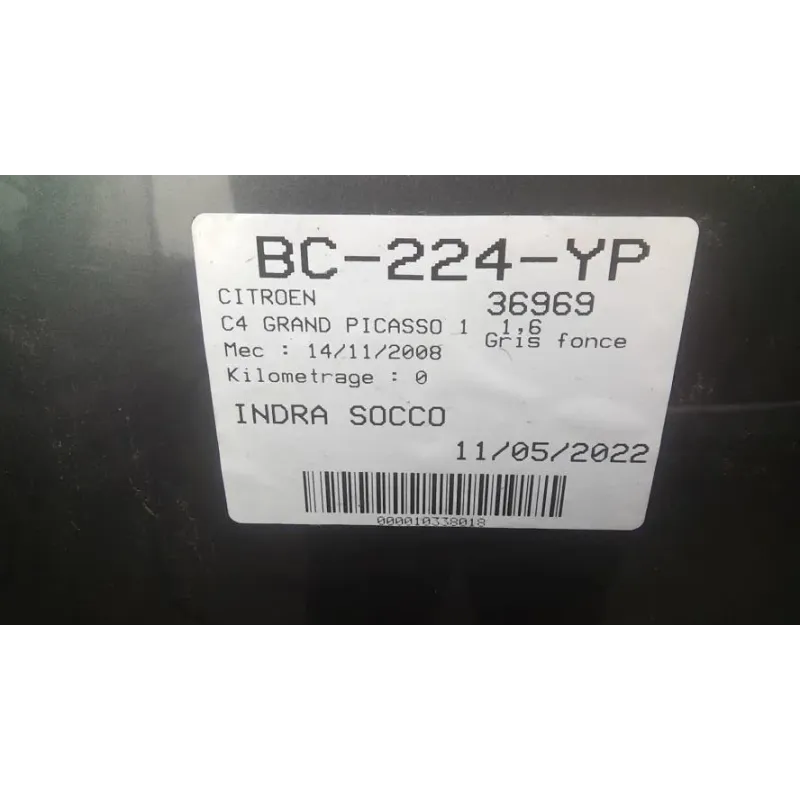 BC-224-YP
CITROEN 36969
C4 GRAND PICASSO 1 1,6
Gris fonce
Mec : 14/11/2008
Kilometrage : 0
INDRA SOCCO
11/05/2022
000010338018